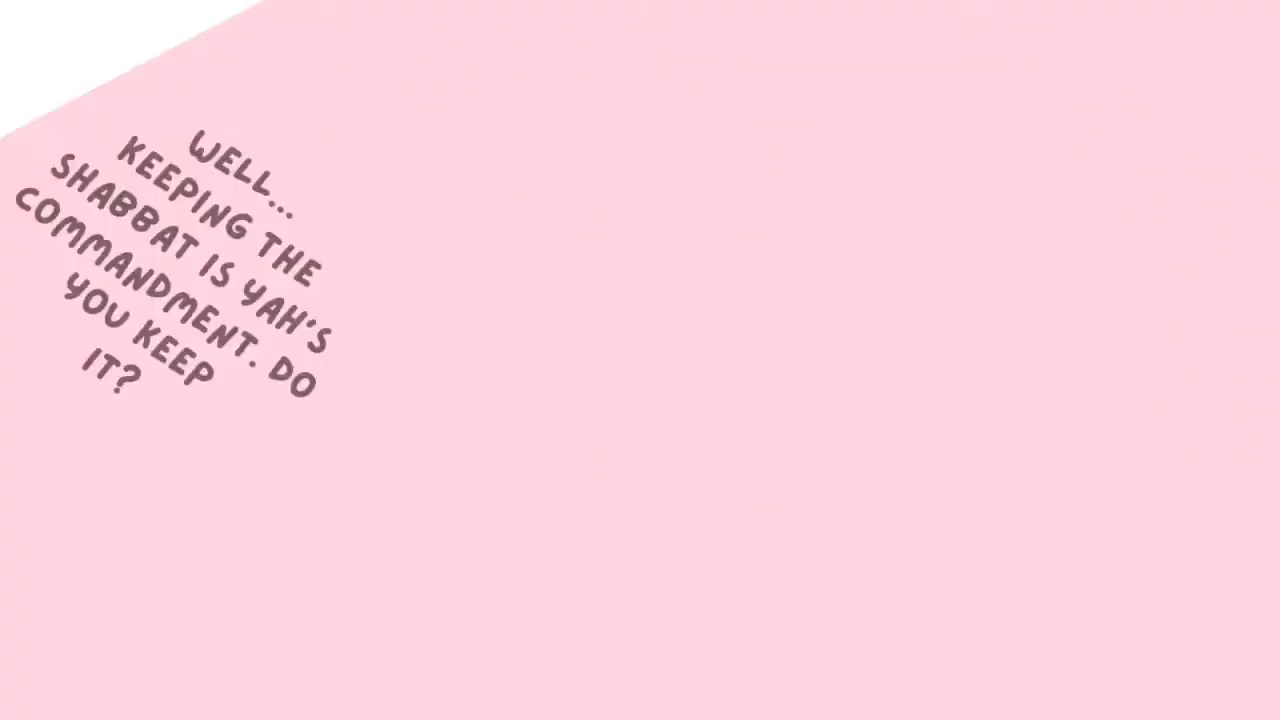 WELL...
KEEPING THE
SHABBAT IS YAH'S
COMMANDMENT. DO
YOU KEEP
IT?